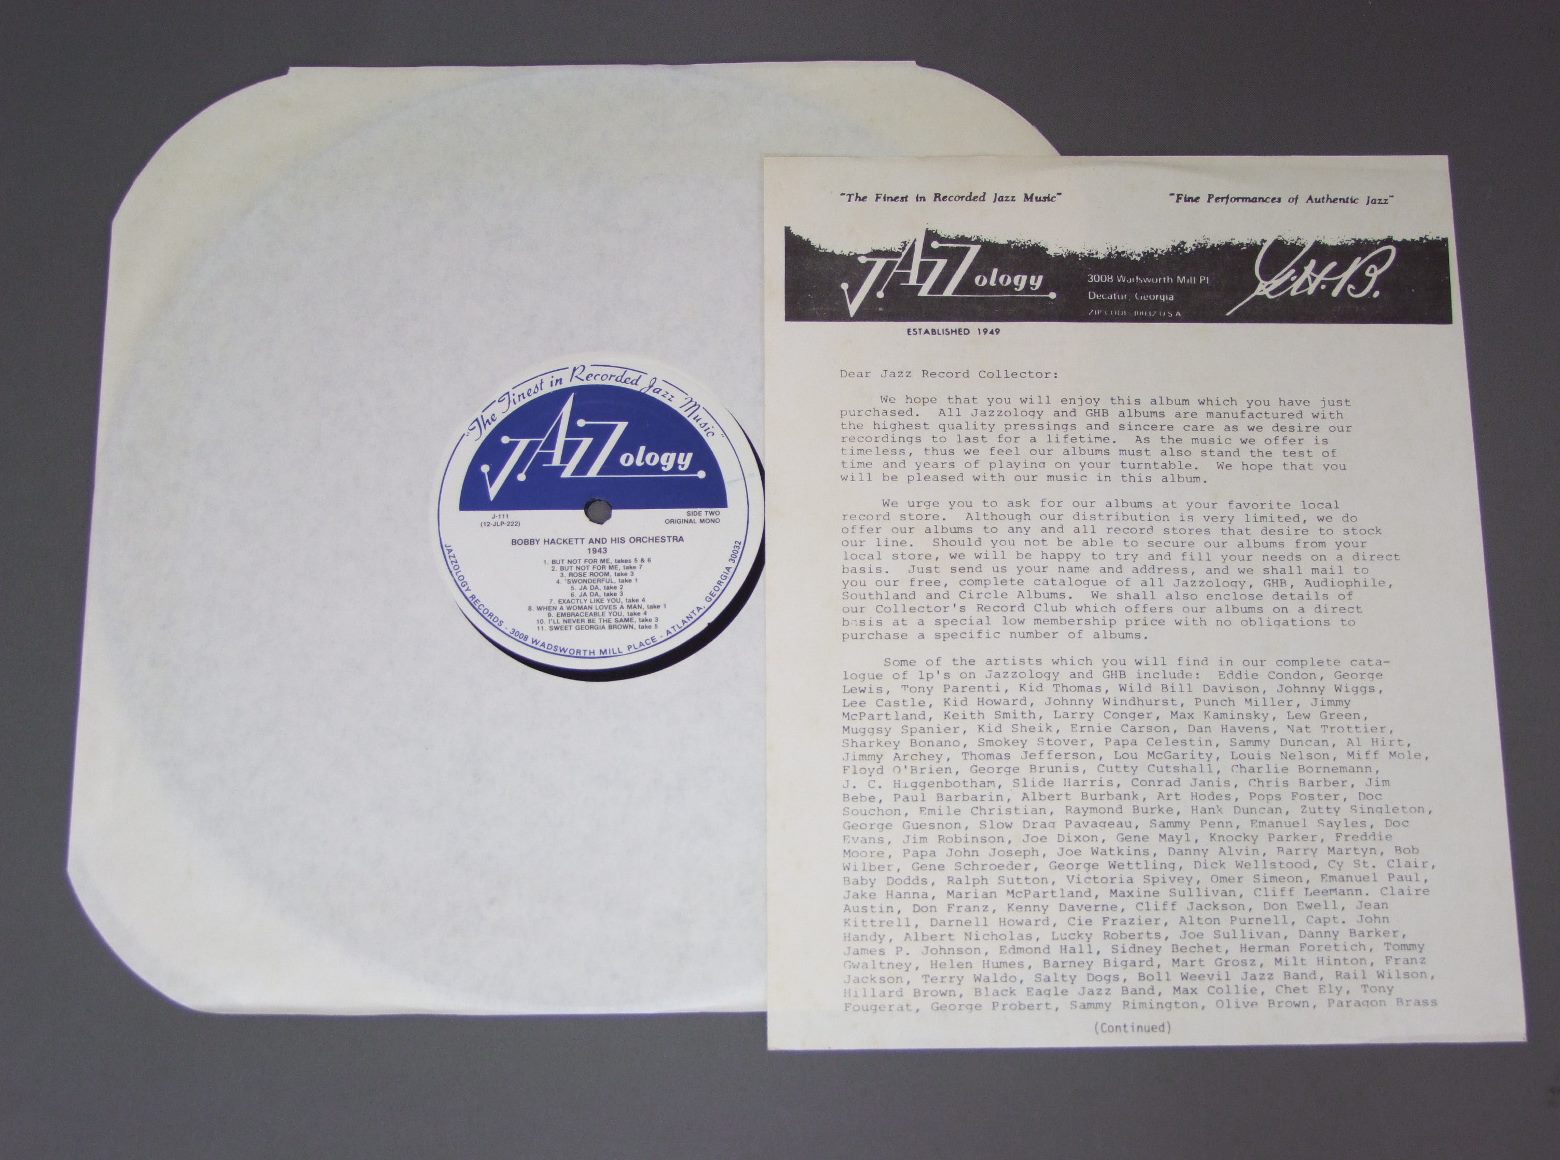 "The Finest in Recorded Jazz Music"
JAZZology
J-111
(12-JLP-222)
SIDE TWO
ORIGINAL MONO
BOBBY HACKETT AND HIS ORCHESTRA
1943
1. BUT NOT FOR ME, takes 5 & 6
2. BUT NOT FOR ME, take 7
3. ROSE ROOM, take 3
4. 'SWONDERFUL, take 1
5. JA DA, take 2
6. JA DA, take 3
7. EXACTLY LIKE YOU, take 4
8. WHEN A WOMAN LOVES A MAN, take 1
9. EMBRACEABLE YOU, take 4
10. I'LL NEVER BE THE SAME, take 3
11. SWEET GEORGIA BROWN, take 5
JAZZOLOGY RECORDS - 3008 WADSWORTH MILL PLACE - ATLANTA, GEORGIA 30032
"The Finest in Recorded Jazz Music"
"Fine Performances of Authentic Jazz"
JAZZology
3008 Wadsworth Mill Pl
Decatur, Georgia
ZIP CODE 30032 U S A
G.H.B.
ESTABLISHED 1949
Dear Jazz Record Collector:
We hope that you will enjoy this album which you have just
purchased. All Jazzology and GHB albums are manufactured with
the highest quality pressings and sincere care as we desire our
recordings to last for a lifetime. As the music we offer is
timeless, thus we feel our albums must also stand the test of
time and years of playing on your turntable. We hope that you
will be pleased with our music in this album.
We urge you to ask for our albums at your favorite local
record store. Although our distribution is very limited, we do
offer our albums to any and all record stores that desire to stock
our line. Should you not be able to secure our albums from your
local store, we will be happy to try and fill your needs on a direct
basis. Just send us your name and address, and we shall mail to
you our free, complete catalogue of all Jazzology, GHB, Audiophile,
Southland and Circle Albums. We shall also enclose details of
our Collector's Record Club which offers our albums on a direct
basis at a special low membership price with no obligations to
purchase a specific number of albums.
Some of the artists which you will find in our complete cata-
logue of lp's on Jazzology and GHB include: Eddie Condon, George
Lewis, Tony Parenti, Kid Thomas, Wild Bill Davison, Johnny Wiggs,
Lee Castle, Kid Howard, Johnny Windhurst, Punch Miller, Jimmy
McPartland, Keith Smith, Larry Conger, Max Kaminsky, Lew Green,
Muggsy Spanier, Kid Sheik, Ernie Carson, Dan Havens, Nat Trottier,
Sharkey Bonano, Smokey Stover, Papa Celestin, Sammy Duncan, Al Hirt,
Jimmy Archey, Thomas Jefferson, Lou McGarity, Louis Nelson, Miff Mole,
Floyd O'Brien, George Brunis, Cutty Cutshall, Charlie Bornemann,
J. C. Higgenbotham, Slide Harris, Conrad Janis, Chris Barber, Jim
Bebe, Paul Barbarin, Albert Burbank, Art Hodes, Pops Foster, Doc
Souchon, Emile Christian, Raymond Burke, Hank Duncan, Zutty Singleton,
George Guesnon, Slow Drag Pavageau, Sammy Penn, Emanuel Sayles, Doc
Evans, Jim Robinson, Joe Dixon, Gene Mayl, Knocky Parker, Freddie
Moore, Papa John Joseph, Joe Watkins, Danny Alvin, Barry Martyn, Bob
Wilber, Gene Schroeder, George Wettling, Dick Wellstood, Cy St. Clair,
Baby Dodds, Ralph Sutton, Victoria Spivey, Omer Simeon, Emanuel Paul,
Jake Hanna, Marian McPartland, Maxine Sullivan, Cliff LeeMann. Claire
Austin, Don Franz, Kenny Daverne, Cliff Jackson, Don Ewell, Jean
Kittrell, Darnell Howard, Cie Frazier, Alton Purnell, Capt. John
Handy, Albert Nicholas, Lucky Roberts, Joe Sullivan, Danny Barker,
James P. Johnson, Edmond Hall, Sidney Bechet, Herman Foretich, Tommy
Gwaltney, Helen Humes, Barney Bigard, Mart Grosz, Milt Hinton, Franz
Jackson, Terry Waldo, Salty Dogs, Boll Weevil Jazz Band, Rail Wilson,
Hillard Brown, Black Eagle Jazz Band, Max Collie, Chet Ely, Tony
Fougerat, George Probert, Sammy Rimington, Olive Brown, Paragon Brass
(Continued)